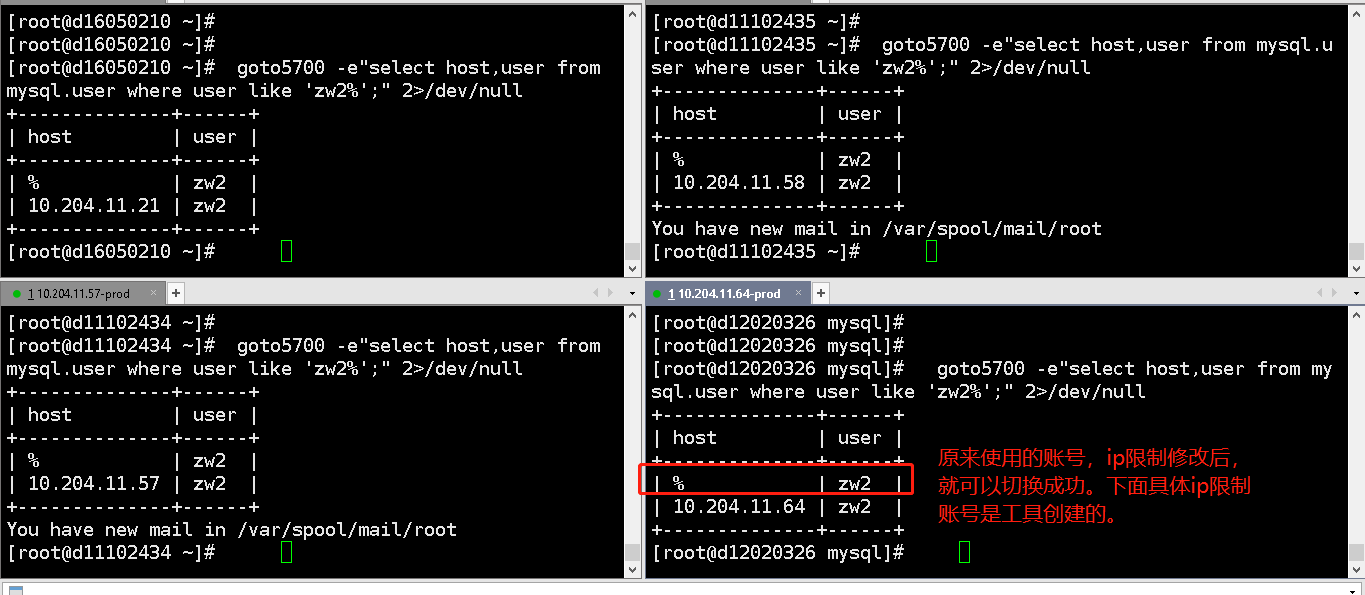 [root@d16050210 ~]#
[root@d16050210 ~]#
[root@d16050210 ~]#  goto5700 -e"select host,user from
mysql.user where user like 'zw2%';" 2>/dev/null
+--------------+------+
| host         | user |
+--------------+------+
| %            | zw2  |
| 10.204.11.21 | zw2  |
+--------------+------+
[root@d16050210 ~]#
[root@d11102435 ~]#
[root@d11102435 ~]#  goto5700 -e"select host,user from mysql.u
ser where user like 'zw2%';" 2>/dev/null
+--------------+------+
| host         | user |
+--------------+------+
| %            | zw2  |
| 10.204.11.58 | zw2  |
+--------------+------+
You have new mail in /var/spool/mail/root
[root@d11102435 ~]#
1 10.204.11.57-prod × +
[root@d11102434 ~]#
[root@d11102434 ~]#  goto5700 -e"select host,user from
mysql.user where user like 'zw2%';" 2>/dev/null
+--------------+------+
| host         | user |
+--------------+------+
| %            | zw2  |
| 10.204.11.57 | zw2  |
+--------------+------+
You have new mail in /var/spool/mail/root
[root@d11102434 ~]#
1 10.204.11.64-prod × +
[root@d12020326 mysql]#
[root@d12020326 mysql]#
[root@d12020326 mysql]#  goto5700 -e"select host,user from my
sql.user where user like 'zw2%';" 2>/dev/null
+--------------+------+
| host         | user |
+--------------+------+
| %            | zw2  |
| 10.204.11.64 | zw2  |
+--------------+------+
[root@d12020326 mysql]#
原来使用的账号，ip限制修改后，
就可以切换成功。下面具体ip限制
账号是工具创建的。